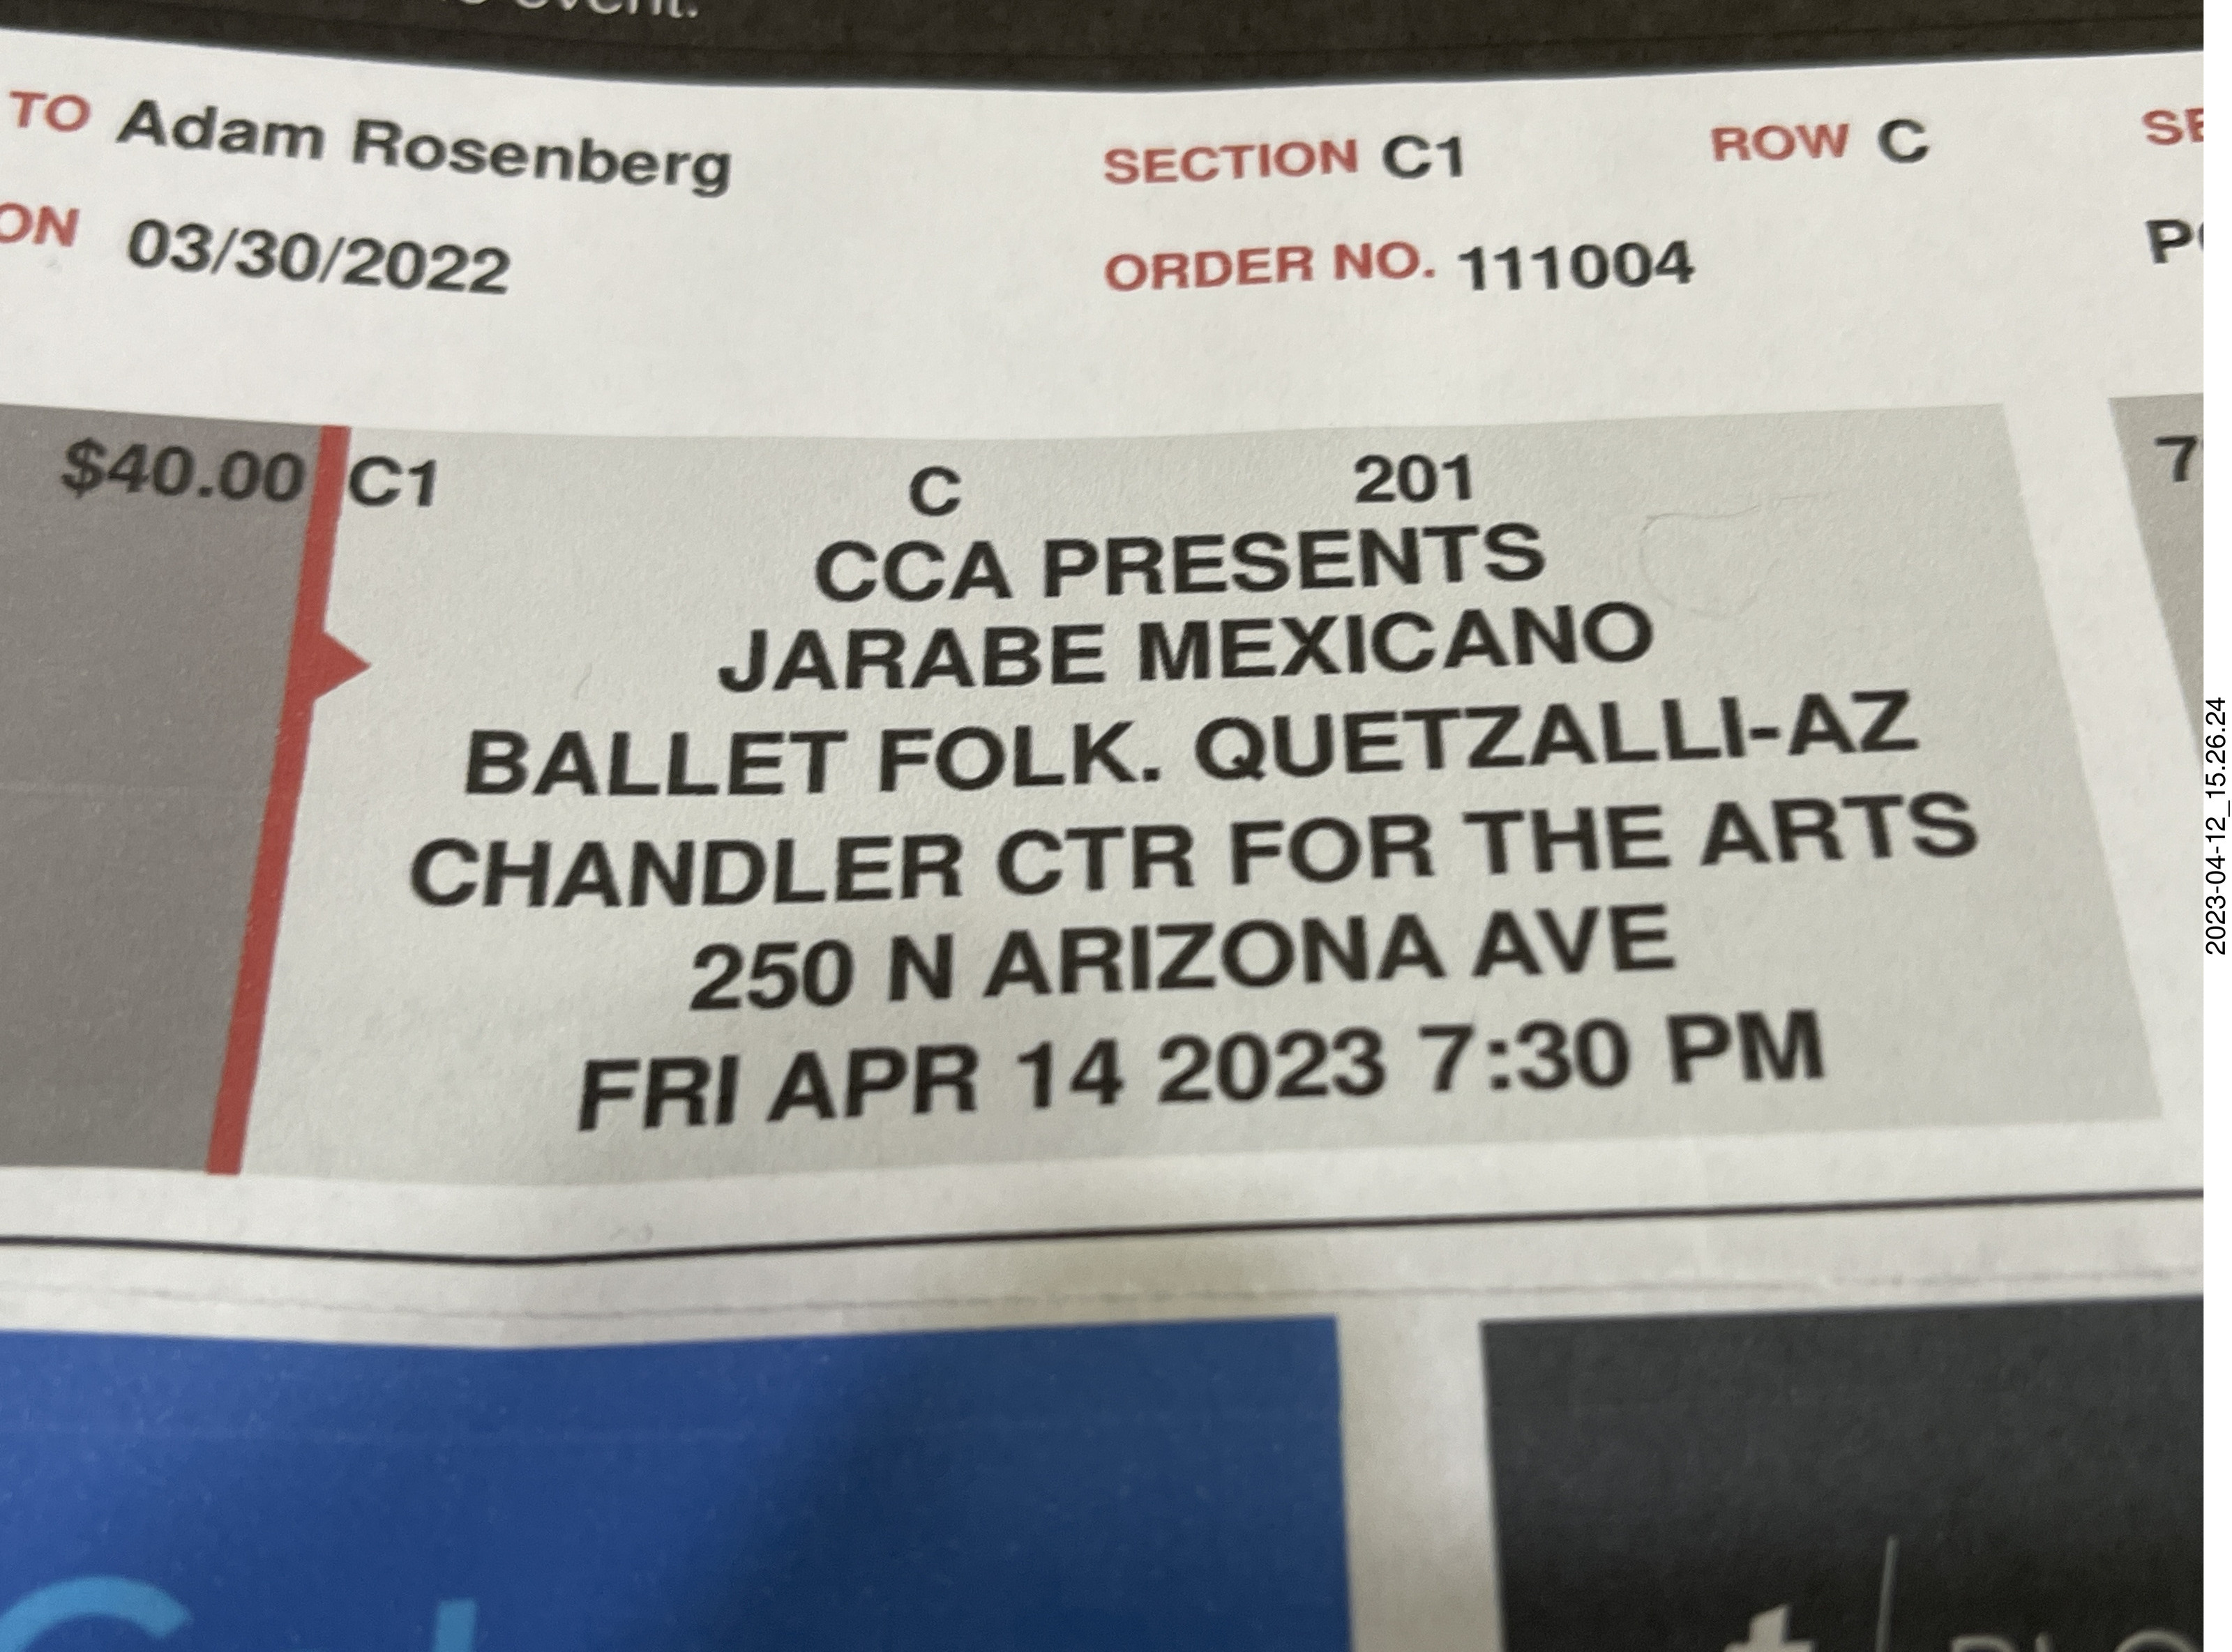 event.
TO Adam Rosenberg
SECTION C1
ROW C
ON 03/30/2022
ORDER NO. 111004
$40.00
C1 C 201
CCA PRESENTS
JARABE MEXICANO
BALLET FOLK. QUETZALLI-AZ
CHANDLER CTR FOR THE ARTS
250 N ARIZONA AVE
FRI APR 14 2023 7:30 PM
2023-04-12_15.26.24